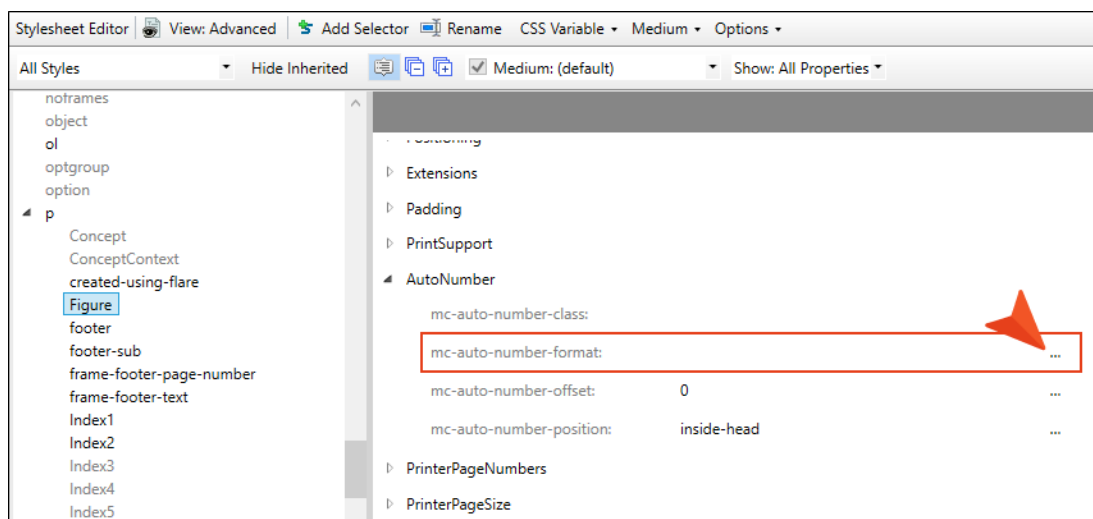 Stylesheet Editor View: Advanced Add Selector Rename CSS Variable Medium Options
All Styles Hide Inherited Medium: (default) Show: All Properties
noframes
object
ol
optgroup
option
p
Concept
ConceptContext
created-using-flare
Figure
footer
footer-sub
frame-footer-page-number
frame-footer-text
Index1
Index2
Index3
Index4
Index5
Positioning
Extensions
Padding
PrintSupport
AutoNumber
mc-auto-number-class:
mc-auto-number-format: ...
mc-auto-number-offset: 0 ...
mc-auto-number-position: inside-head ...
PrinterPageNumbers
PrinterPageSize